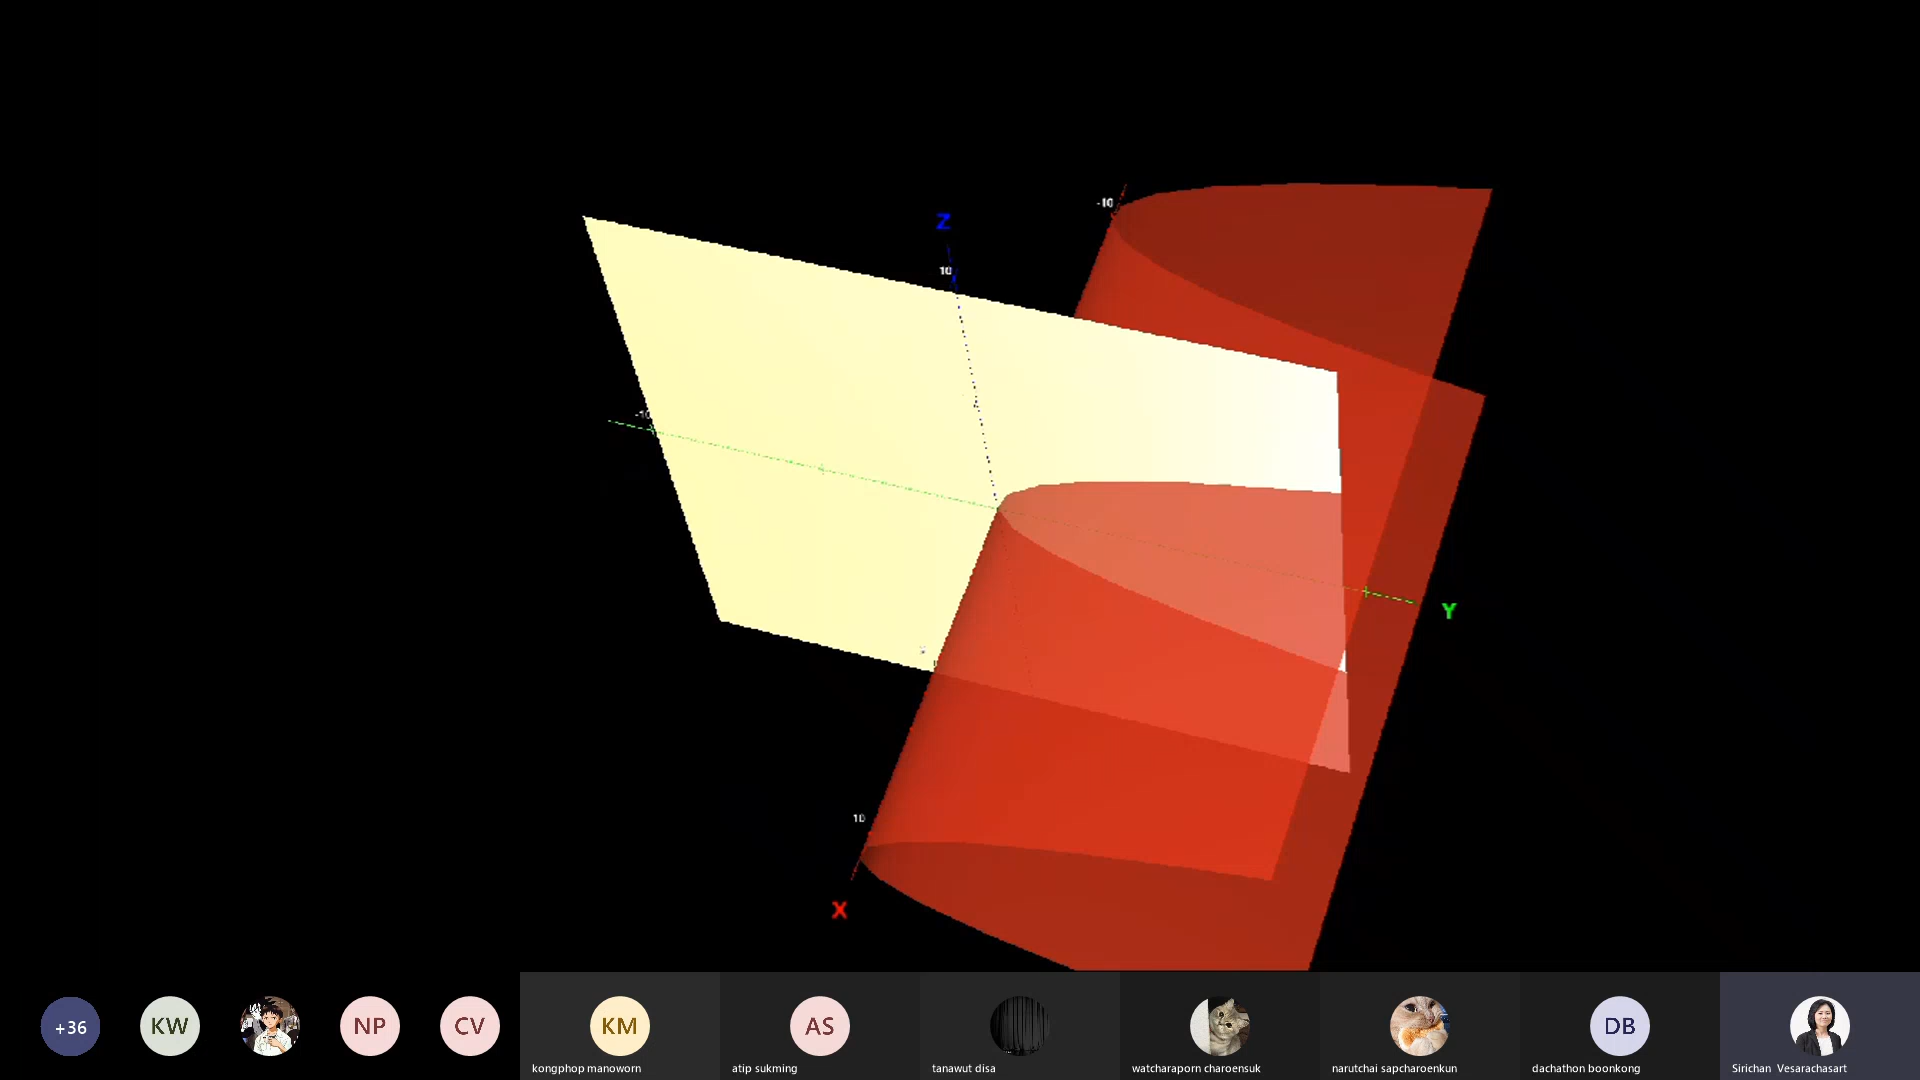 -10
Z
10
-10
Y
10
X
+36
KW
NP
CV
KM
AS
DB
kongphop manoworn
atip sukming
tanawut disa
watcharaporn charoensuk
narutchai sapcharoenkun
dachathon boonkong
Sirichan Vesarachasart